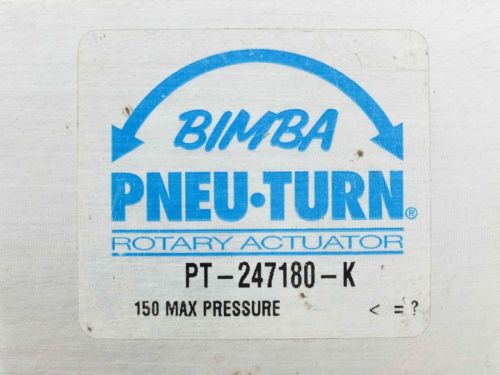 BIMBA
PNEU•TURN®
ROTARY ACTUATOR
PT-247180-K
150 MAX PRESSURE < = ?